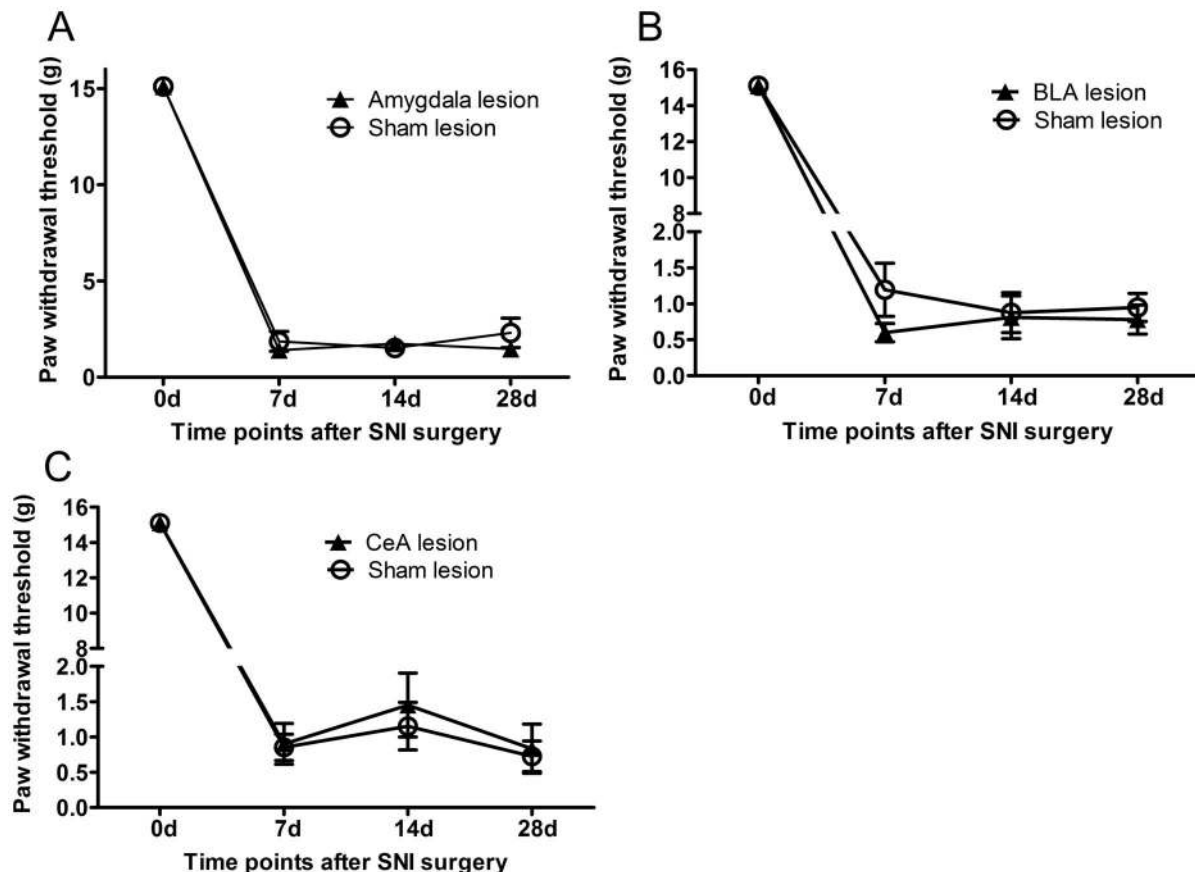 A
Paw withdrawal threshold (g)
15
5
0
Amygdala lesion
Sham lesion
0d 7d 14d 28d
Time points after SNI surgery
B
Paw withdrawal threshold (g)
16
14
12
10
8
2.0
1.5
1.0
0.5
0.0
BLA lesion
Sham lesion
0d 7d 14d 28d
Time points after SNI surgery
C
Paw withdrawal threshold (g)
16
14
12
10
8
2.0
1.5
1.0
0.5
0.0
CeA lesion
Sham lesion
0d 7d 14d 28d
Time points after SNI surgery